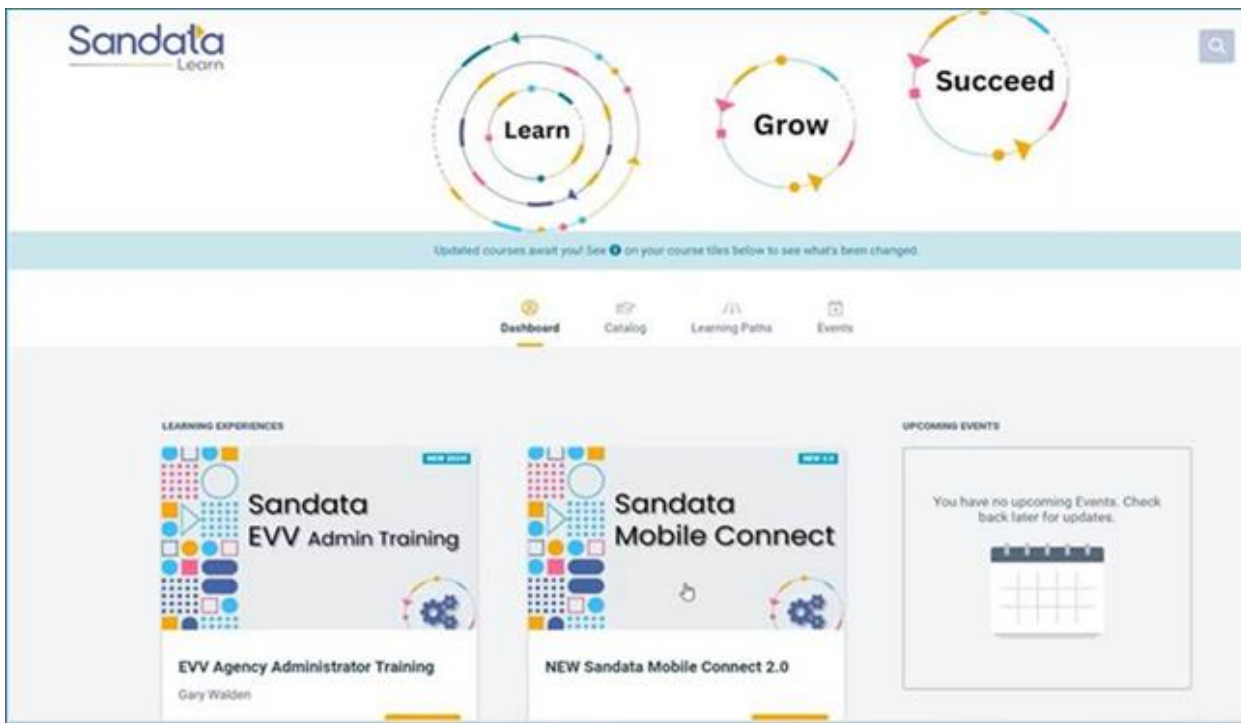 Sandata
Learn
Learn
Grow
Succeed
Updated courses await you! See on your course tiles below to see what's been changed.
Dashboard
Catalog
Learning Paths
Events
LEARNING EXPERIENCES
UPCOMING EVENTS
Sandata
EVV Admin Training
EVV Agency Administrator Training
Gary Walden
Sandata
Mobile Connect
NEW Sandata Mobile Connect 2.0
You have no upcoming Events. Check
back later for updates.